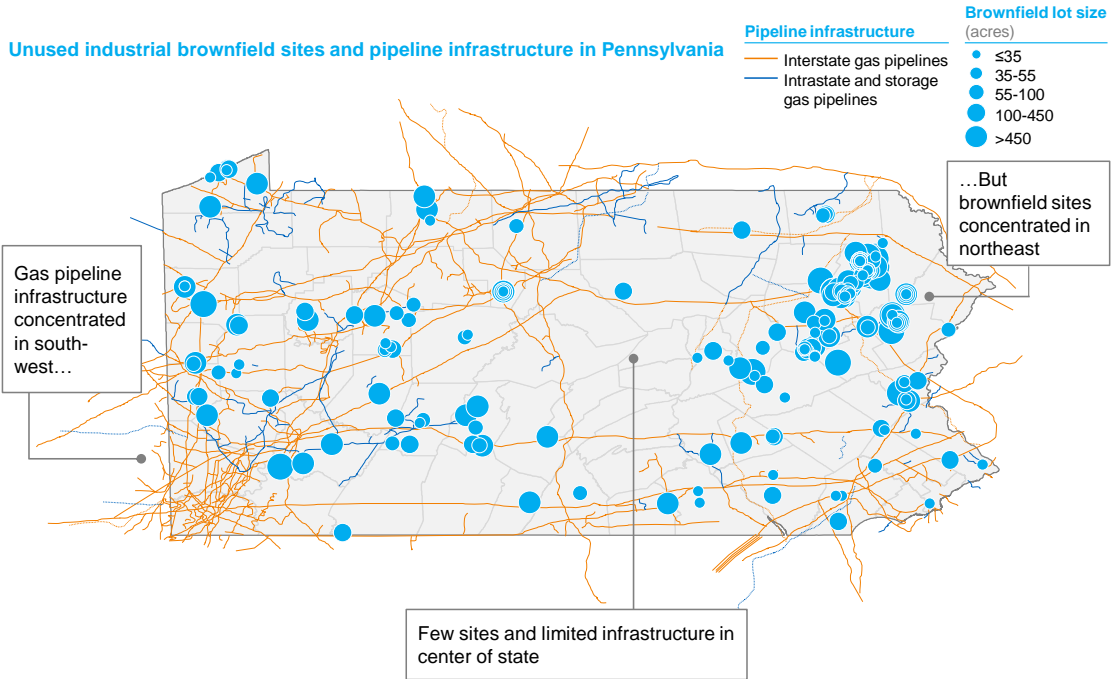 Unused industrial brownfield sites and pipeline infrastructure in Pennsylvania
Pipeline infrastructure
Interstate gas pipelines
Intrastate and storage
gas pipelines
Brownfield lot size
(acres)
≤35
35-55
55-100
100-450
>450
Gas pipeline
infrastructure
concentrated
in south-
west…
…But
brownfield sites
concentrated in
northeast
Few sites and limited infrastructure in
center of state